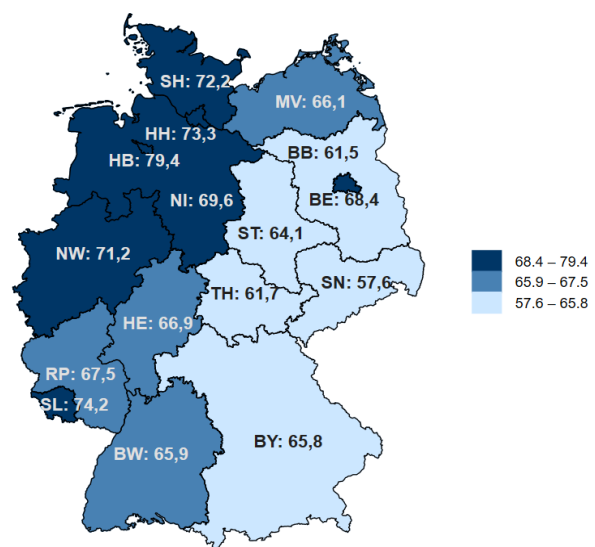 SH: 72,2
MV: 66,1
HH: 73,3
BB: 61,5
HB: 79,4
NI: 69,6
BE: 68,4
ST: 64,1
NW: 71,2
SN: 57,6
TH: 61,7
HE: 66,9
RP: 67,5
SL: 74,2
BY: 65,8
BW: 65,9
68.4 – 79.4
65.9 – 67.5
57.6 – 65.8